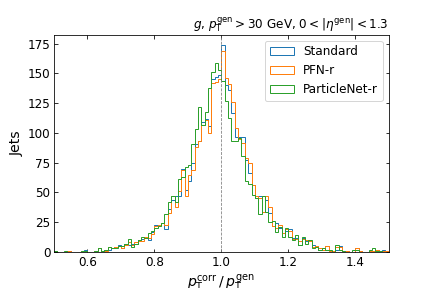 g, p_T^gen > 30 GeV, 0 < |η^gen| < 1.3
Standard
PFN-r
ParticleNet-r
Jets
175
150
125
100
75
50
25
0
0.6 0.8 1.0 1.2 1.4
p_T^corr / p_T^gen